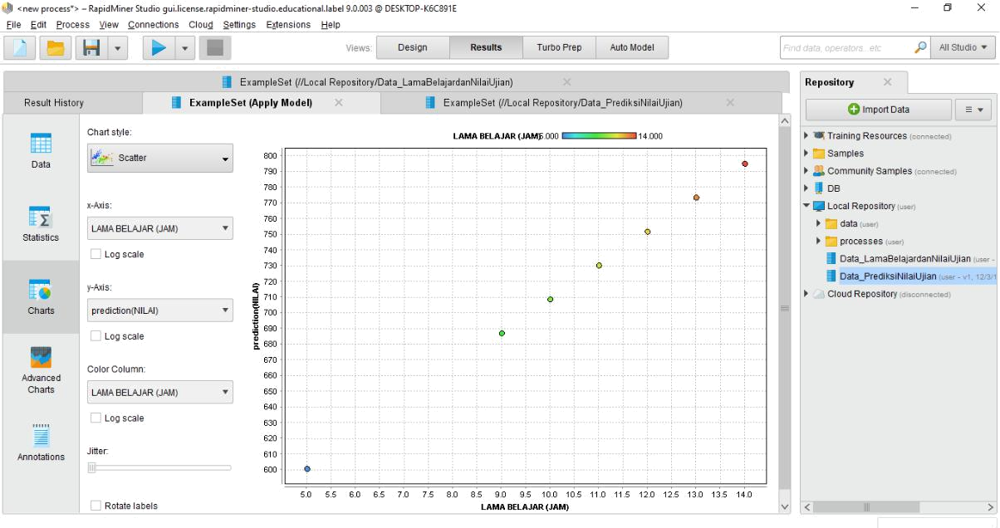 <new process*> – RapidMiner Studio gui.license.rapidminer-studio.educational.label 9.0.003 @ DESKTOP-K6C891E
File Edit Process View Connections Cloud Settings Extensions Help
Views: Design Results Turbo Prep Auto Model
Find data, operators...etc All Studio
ExampleSet (//Local Repository/Data_LamaBelajardanNilaiUjian)
Result History ExampleSet (Apply Model) ExampleSet (//Local Repository/Data_PrediksiNilaiUjian)
Data
Statistics
Charts
Advanced
Charts
Annotations
Chart style:
Scatter
x-Axis:
LAMA BELAJAR (JAM)
Log scale
y-Axis:
prediction(NILAI)
Log scale
Color Column:
LAMA BELAJAR (JAM)
Log scale
Jitter:
Rotate labels
LAMA BELAJAR (JAM) 5.000 14.000
prediction(NILAI)
800
790
780
770
760
750
740
730
720
710
700
690
680
670
660
650
640
630
620
610
600
5.0 5.5 6.0 6.5 7.0 7.5 8.0 8.5 9.0 9.5 10.0 10.5 11.0 11.5 12.0 12.5 13.0 13.5 14.0
LAMA BELAJAR (JAM)
Repository
Import Data
Training Resources (connected)
Samples
Community Samples (connected)
DB
Local Repository (user)
data (user)
processes (user)
Data_LamaBelajardanNilaiUjian (user -
Data_PrediksiNilaiUjian (user - v1, 12/3/1
Cloud Repository (disconnected)